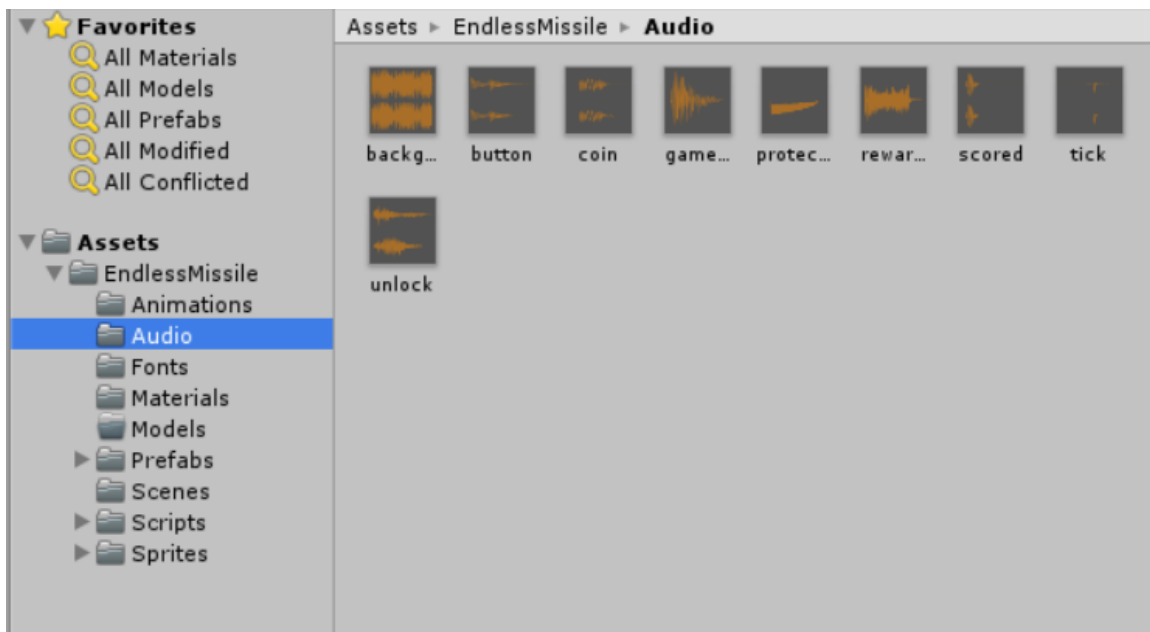 Favorites
All Materials
All Models
All Prefabs
All Modified
All Conflicted
Assets
EndlessMissile
Animations
Audio
Fonts
Materials
Models
Prefabs
Scenes
Scripts
Sprites
Assets ▸ EndlessMissile ▸ Audio
backg... button coin game... protec... rewar... scored tick
unlock